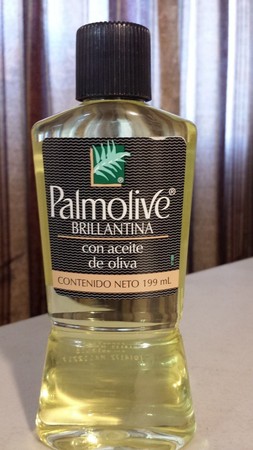 Palmolive®
BRILLANTINA
con aceite
de oliva
CONTENIDO NETO 199 mL